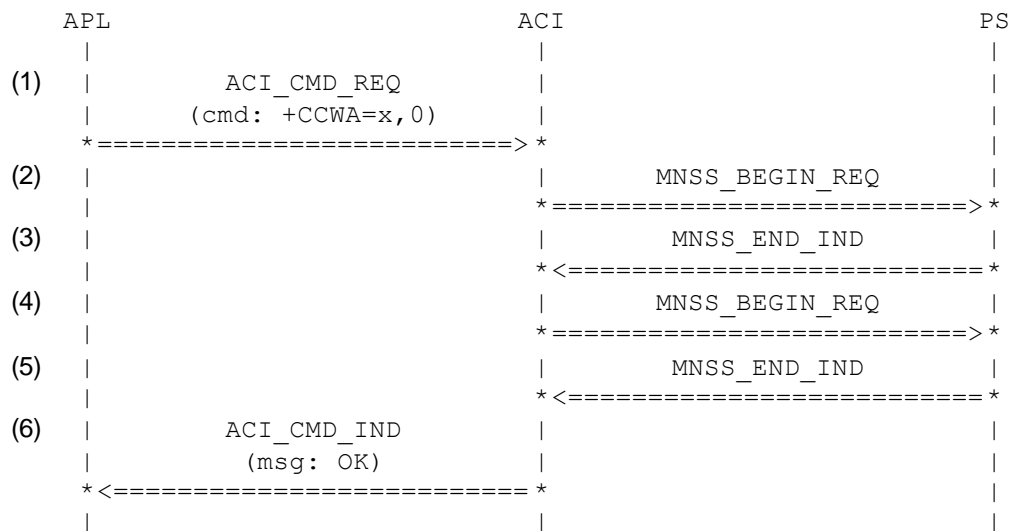 APL ACI PS
| | |
(1) | ACI_CMD_REQ | |
| (cmd: +CCWA=x,0) | |
*==========================>* |
(2) | | MNSS_BEGIN_REQ |
| *==========================>*
(3) | | MNSS_END_IND |
| *<==========================*
(4) | | MNSS_BEGIN_REQ |
| *==========================>*
(5) | | MNSS_END_IND |
| *<==========================*
(6) | ACI_CMD_IND | |
| (msg: OK) | |
*<==========================* |
| | |